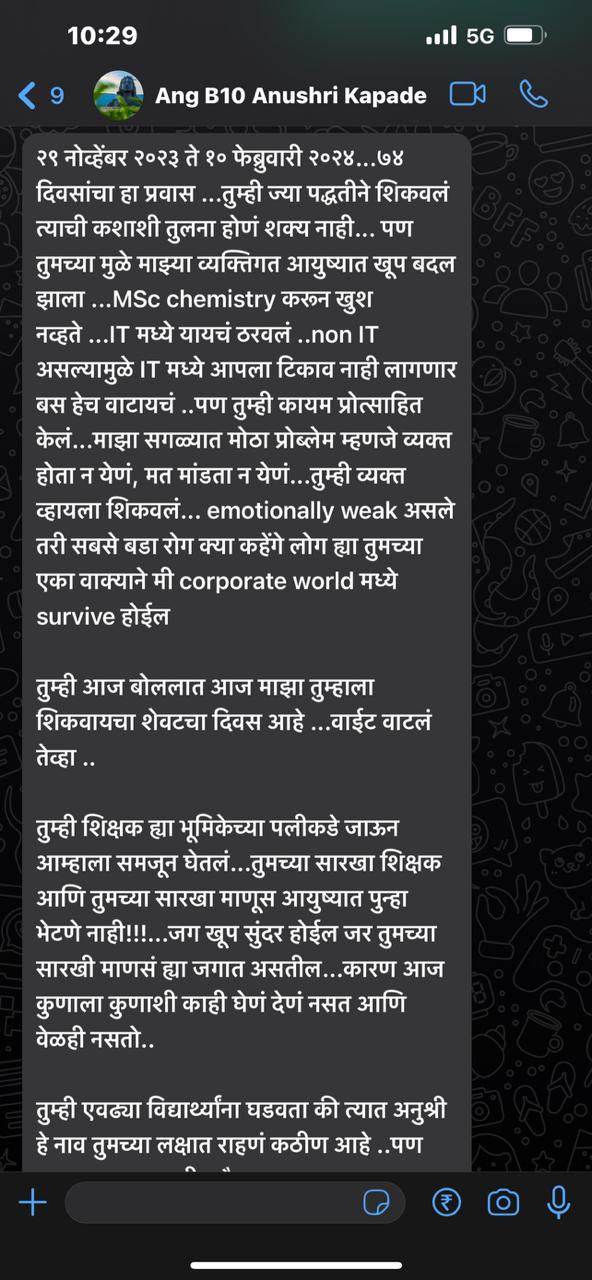 10:29
5G
9
Ang B10 Anushri Kapade
२९ नोव्हेंबर २०२३ ते १० फेब्रुवारी २०२४...७४
दिवसांचा हा प्रवास ...तुम्ही ज्या पद्धतीने शिकवलं
त्याची कशाशी तुलना होणं शक्य नाही... पण
तुमच्या मुळे माझ्या व्यक्तिगत आयुष्यात खूप बदल
झाला ...MSc chemistry करून खुश
नव्हते ...IT मध्ये यायचं ठरवलं ..non IT
असल्यामुळे IT मध्ये आपला टिकाव नाही लागणार
बस हेच वाटायचं ..पण तुम्ही कायम प्रोत्साहित
केलं...माझा सगळ्यात मोठा प्रोब्लेम म्हणजे व्यक्त
होता न येणं, मत मांडता न येणं...तुम्ही व्यक्त
व्हायला शिकवलं... emotionally weak असले
तरी सबसे बडा रोग क्या कहेंगे लोग ह्या तुमच्या
एका वाक्याने मी corporate world मध्ये
survive होईल
तुम्ही आज बोललात आज माझा तुम्हाला
शिकवायचा शेवटचा दिवस आहे ...वाईट वाटलं
तेव्हा ..
तुम्ही शिक्षक ह्या भूमिकेच्या पलीकडे जाऊन
आम्हाला समजून घेतलं...तुमच्या सारखा शिक्षक
आणि तुमच्या सारखा माणूस आयुष्यात पुन्हा
भेटणे नाही!!!...जग खूप सुंदर होईल जर तुमच्या
सारखी माणसं ह्या जगात असतील...कारण आज
कुणाला कुणाशी काही घेणं देणं नसत आणि
वेळही नसतो..
तुम्ही एवढ्या विद्यार्थ्यांना घडवता की त्यात अनुश्री
हे नाव तुमच्या लक्षात राहणं कठीण आहे ..पण